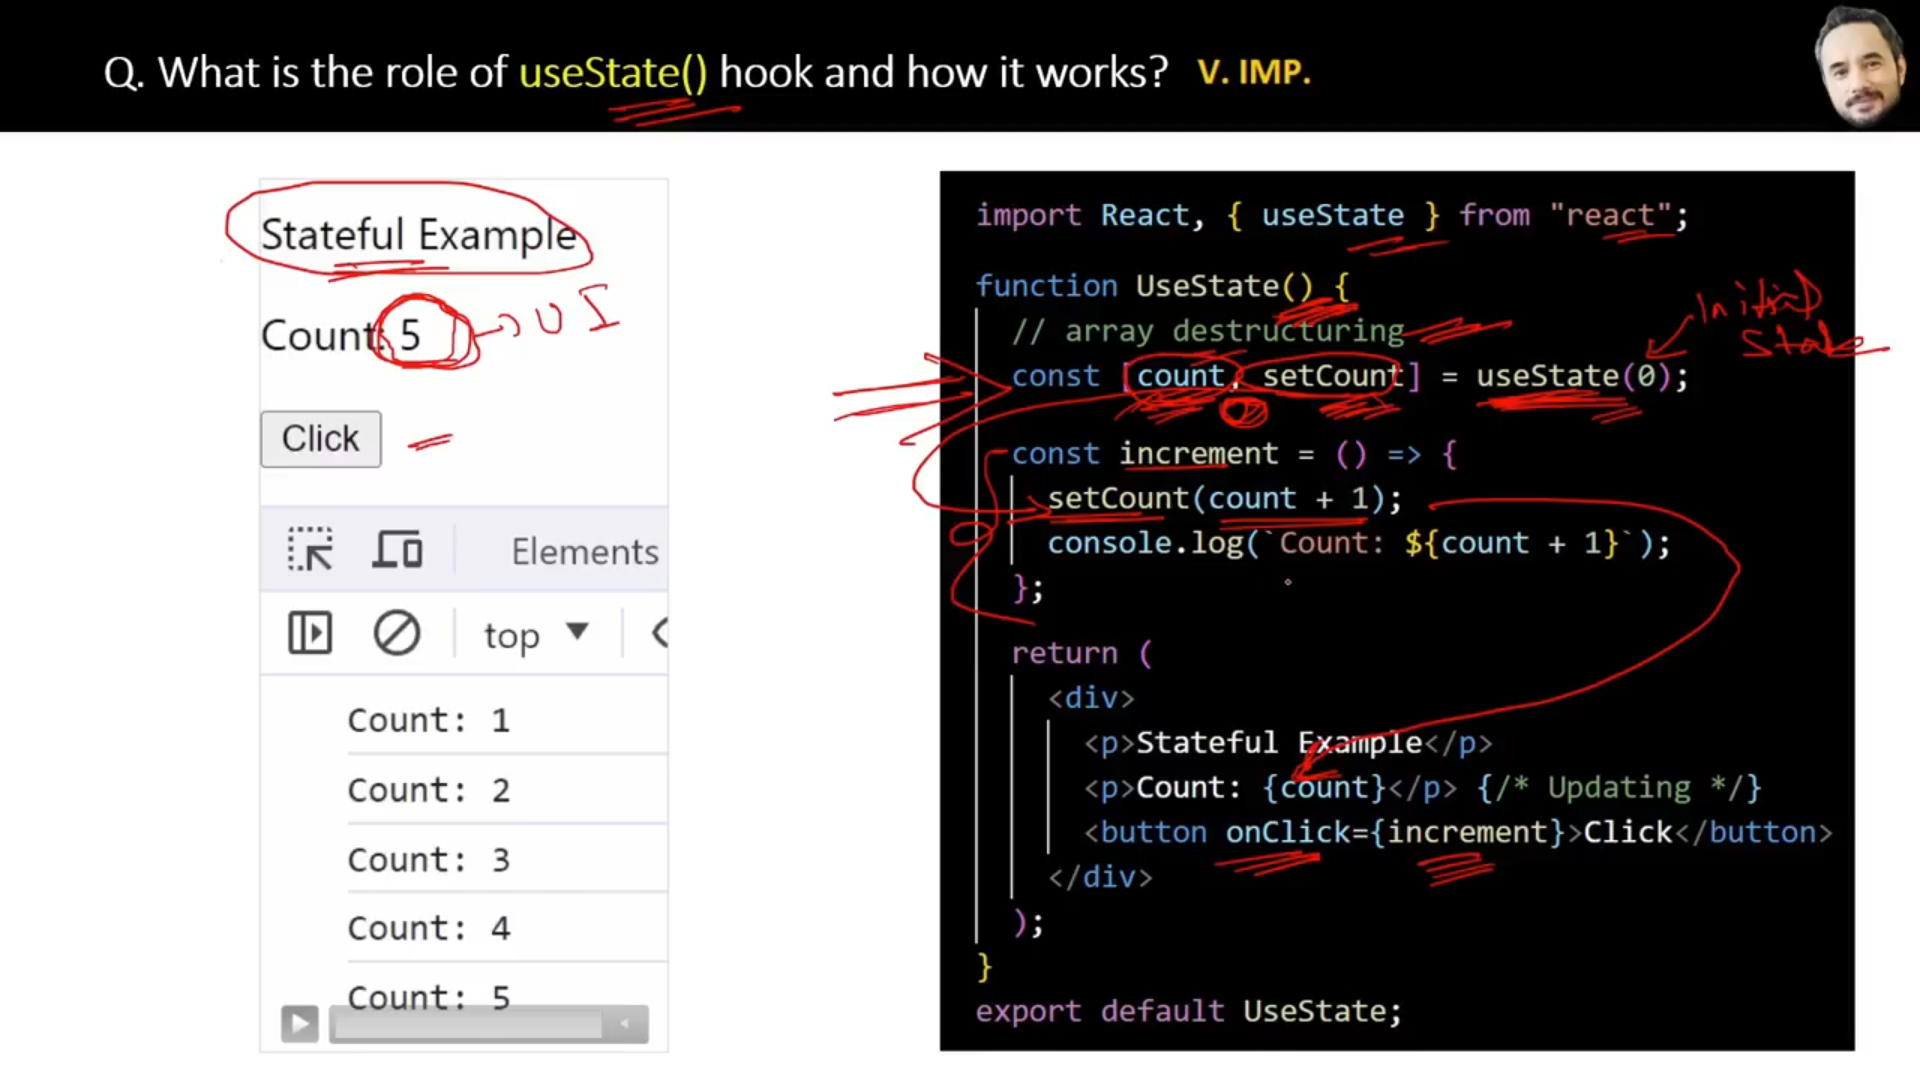 Q. What is the role of useState() hook and how it works? V. IMP.
Stateful Example
Count: 5
UI
Click
Elements
top
Count: 1
Count: 2
Count: 3
Count: 4
Count: 5
import React, { useState } from "react";
function UseState() {
// array destructuring
Initial
State
const [count, setCount] = useState(0);
const increment = () => {
setCount(count + 1);
console.log(`Count: ${count + 1}`);
};
return (
<div>
<p>Stateful Example</p>
<p>Count: {count}</p> {/* Updating */}
<button onClick={increment}>Click</button>
</div>
);
}
export default UseState;